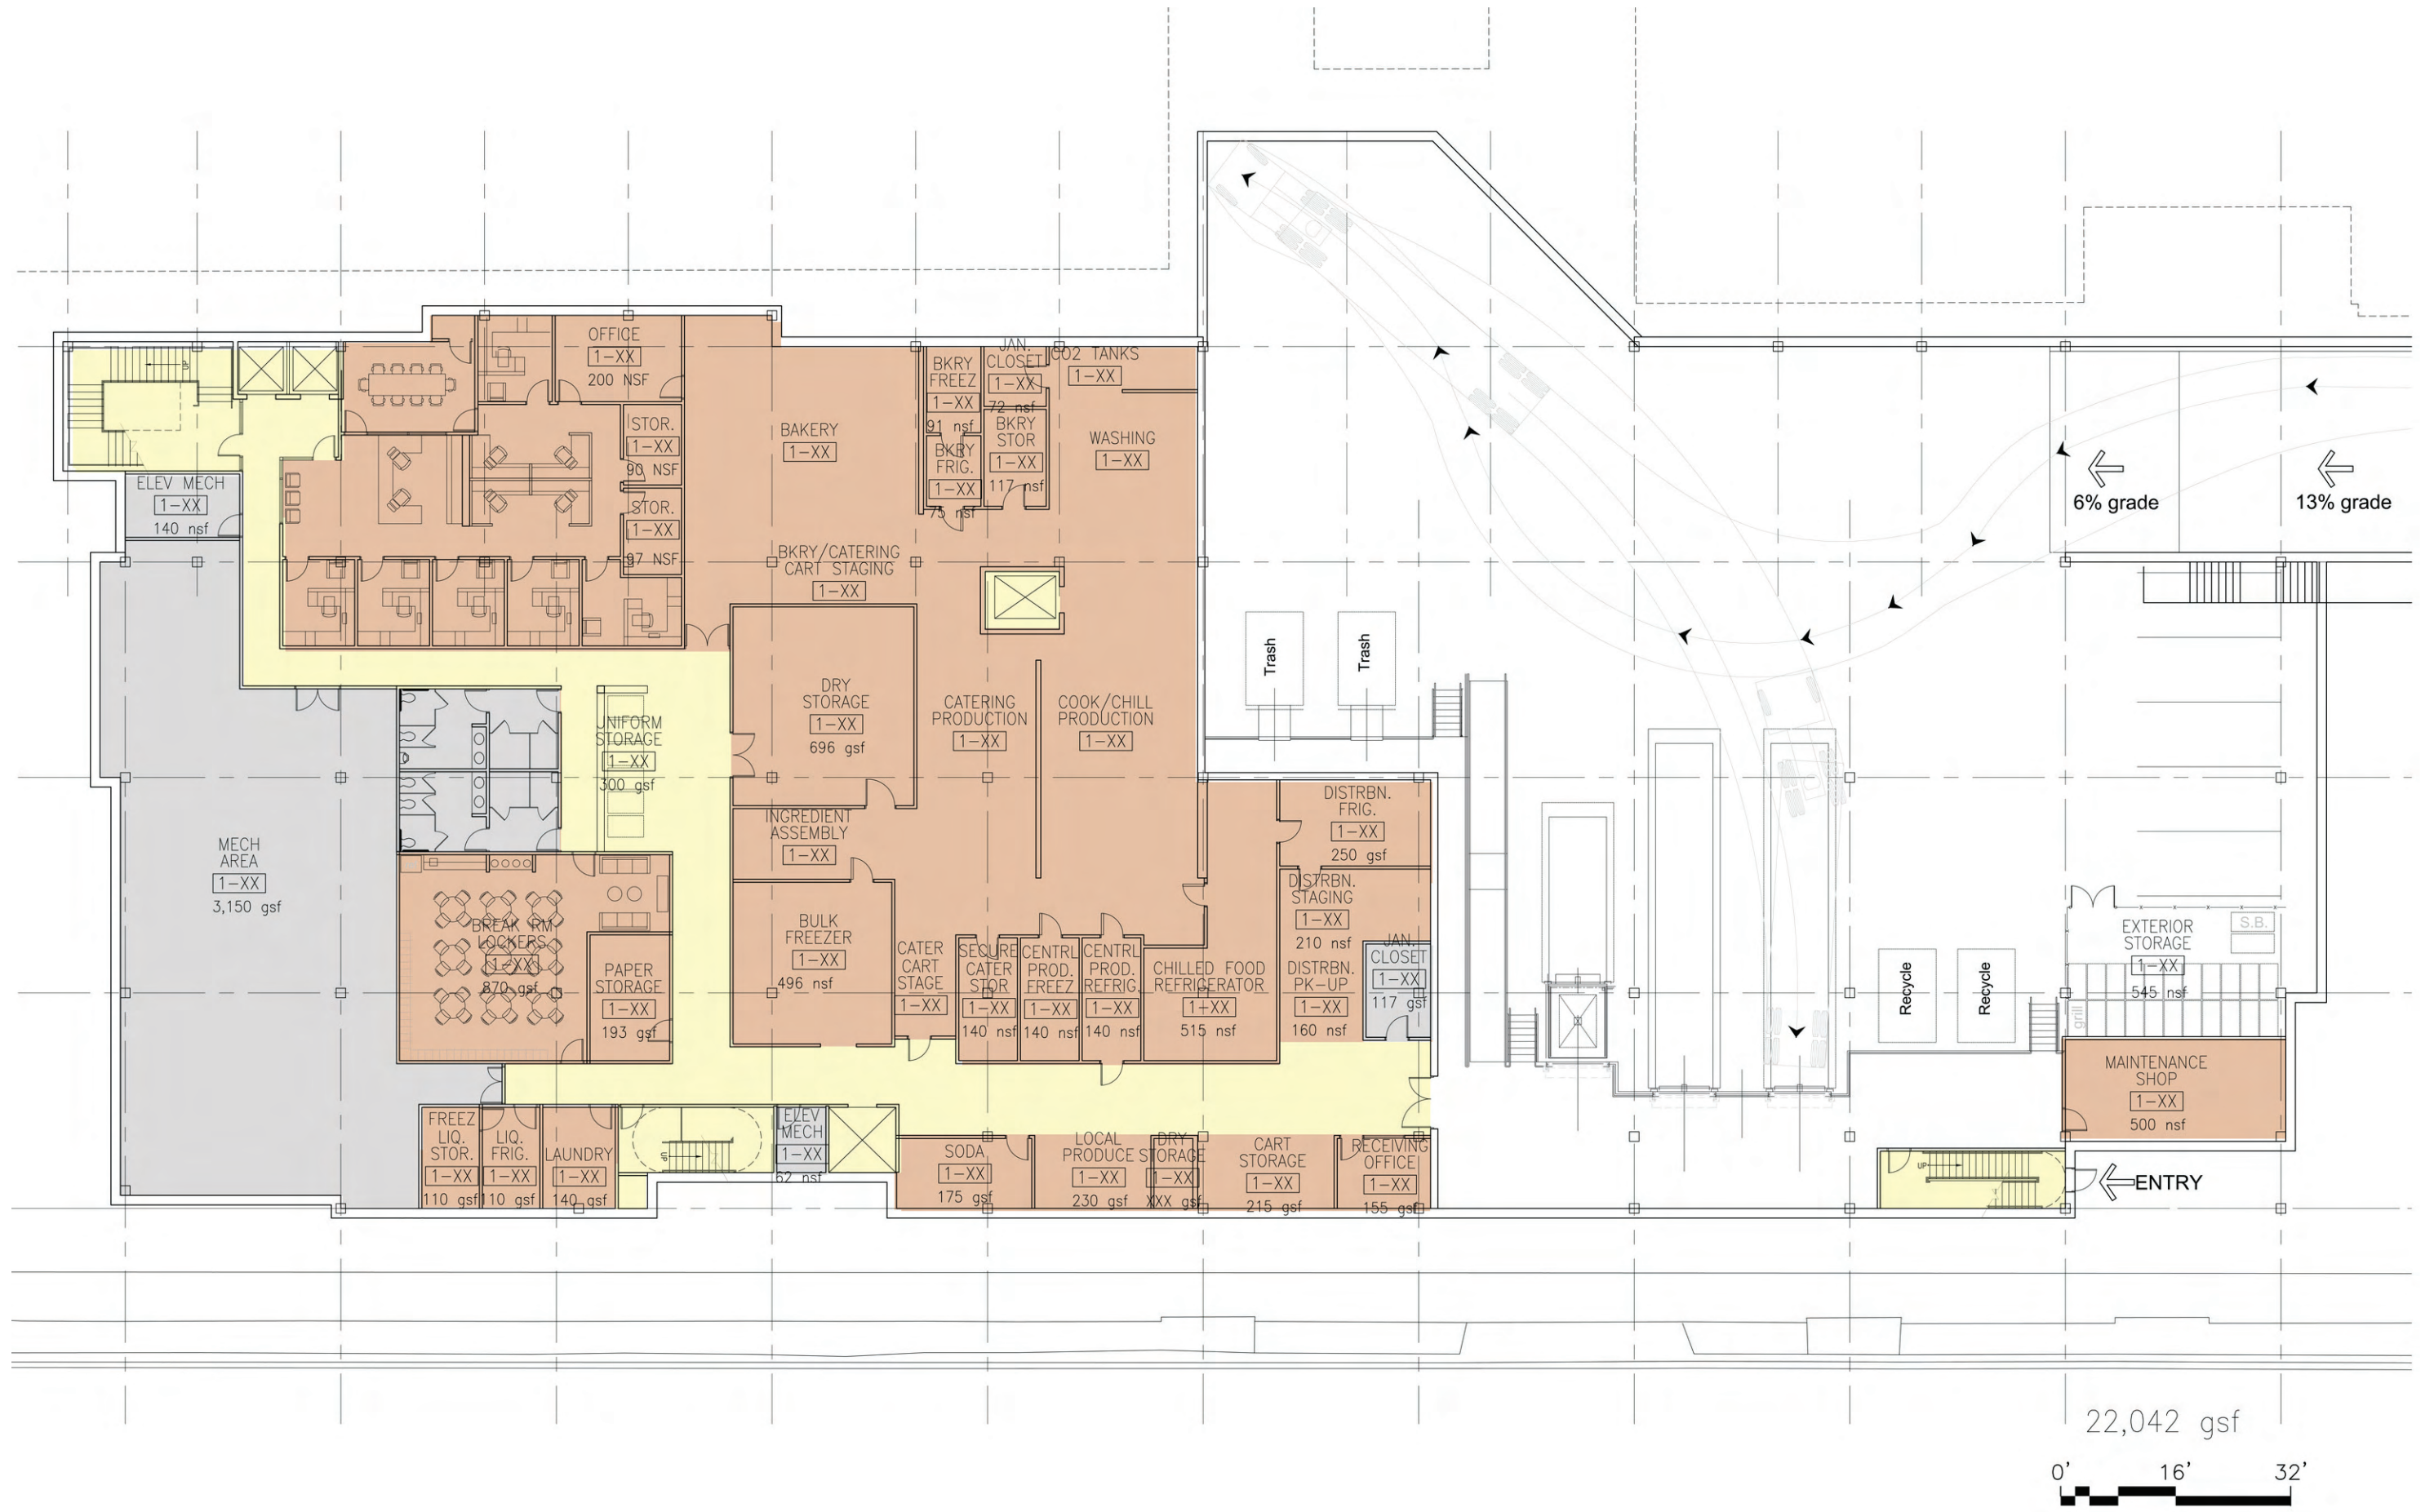 OFFICE
1-XX
200 NSF
STOR.
1-XX
90 NSF
STOR.
1-XX
97 NSF
ELEV MECH
1-XX
140 nsf
UP
BAKERY
1-XX
BKRY
FREEZ
1-XX
91 nsf
BKRY
FRIG.
1-XX
75 nsf
JAN.
CLOSET
1-XX
72 nsf
BKRY
STOR
1-XX
117 nsf
CO2 TANKS
1-XX
WASHING
1-XX
BKRY/CATERING
CART STAGING
1-XX
6% grade
13% grade
Trash
Trash
DRY
STORAGE
1-XX
696 gsf
CATERING
PRODUCTION
1-XX
COOK/CHILL
PRODUCTION
1-XX
UNIFORM
STORAGE
1-XX
300 gsf
MECH
AREA
1-XX
3,150 gsf
INGREDIENT
ASSEMBLY
1-XX
DISTRBN.
FRIG.
1-XX
250 gsf
DISTRBN.
STAGING
1-XX
210 nsf
DISTRBN.
PK-UP
1-XX
160 nsf
JAN.
CLOSET
1-XX
117 gsf
BREAK RM
LOCKERS
1-XX
870 gsf
PAPER
STORAGE
1-XX
193 gsf
BULK
FREEZER
1-XX
496 nsf
CATER
CART
STAGE
1-XX
SECURE
CATER
STOR
1-XX
140 nsf
CENTRL
PROD.
FREEZ
1-XX
140 nsf
CENTRL
PROD.
REFRIG.
1-XX
140 nsf
CHILLED FOOD
REFRIGERATOR
1-XX
515 nsf
Recycle
Recycle
EXTERIOR
STORAGE
1-XX
545 nsf
S.B.
grill
MAINTENANCE
SHOP
1-XX
500 nsf
FREEZ
LIQ.
STOR.
1-XX
110 gsf
LIQ.
FRIG.
1-XX
110 gsf
LAUNDRY
1-XX
140 gsf
UP
ELEV
MECH
1-XX
62 nsf
SODA
1-XX
175 gsf
LOCAL
PRODUCE
1-XX
230 gsf
DRY
STORAGE
1-XX
XXX gsf
CART
STORAGE
1-XX
215 gsf
RECEIVING
OFFICE
1-XX
155 gsf
UP
ENTRY
22,042 gsf
0' 16' 32'